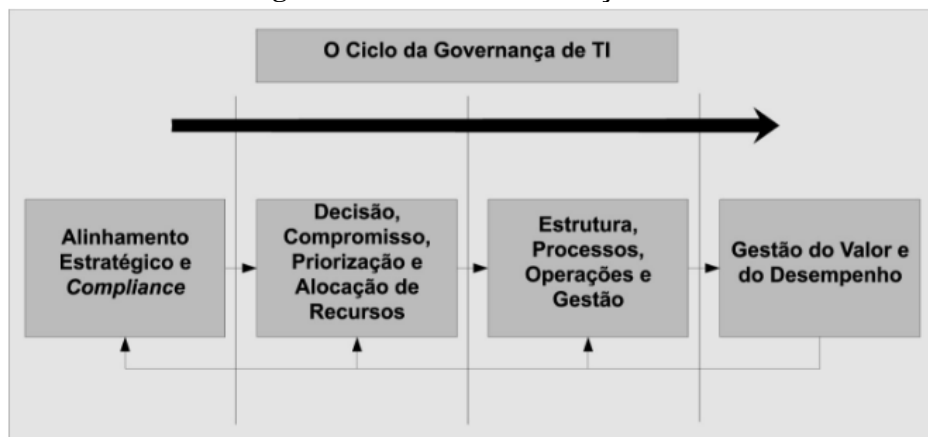 O Ciclo da Governança de TI
Alinhamento
Estratégico e
Compliance
Decisão,
Compromisso,
Priorização e
Alocação de
Recursos
Estrutura,
Processos,
Operações e
Gestão
Gestão do Valor e
do Desempenho